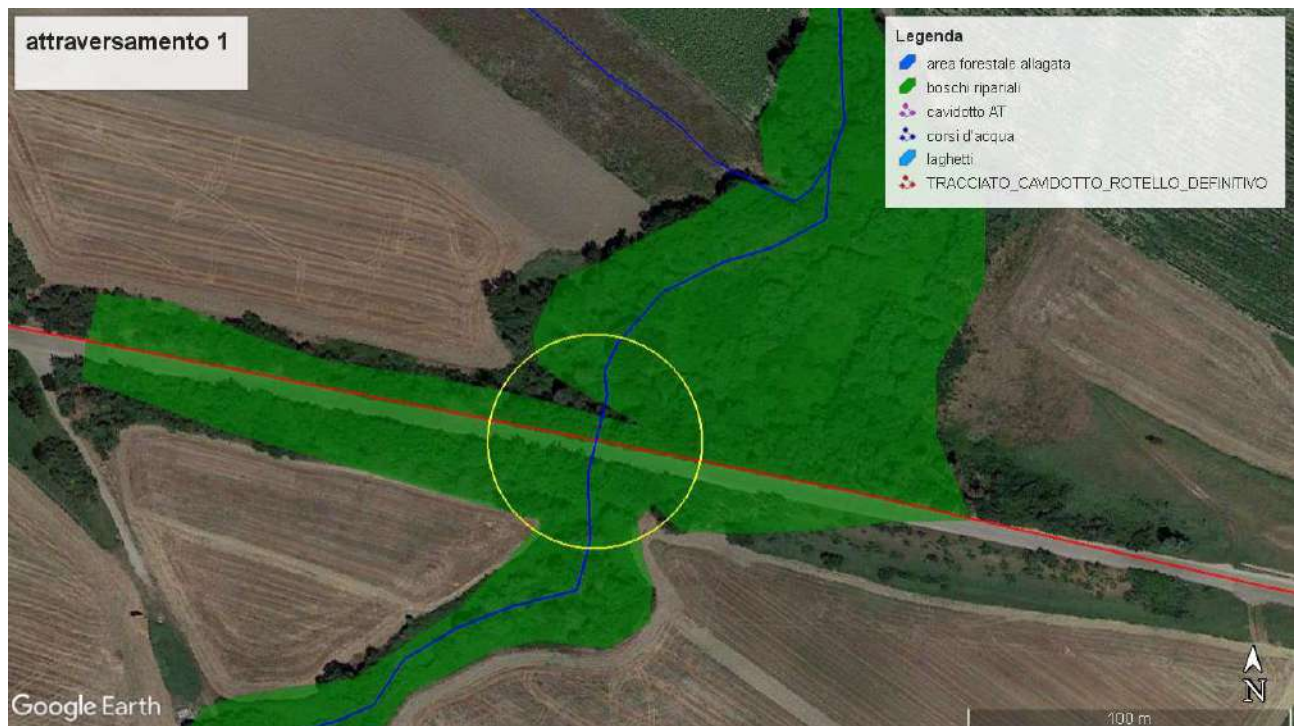 attraversamento 1
Legenda
area forestale allagata
boschi ripariali
cavidotto AT
corsi d'acqua
laghetti
TRACCIATO_CAVIDOTTO_ROTELLO_DEFINITIVO
N
Google Earth
100 m